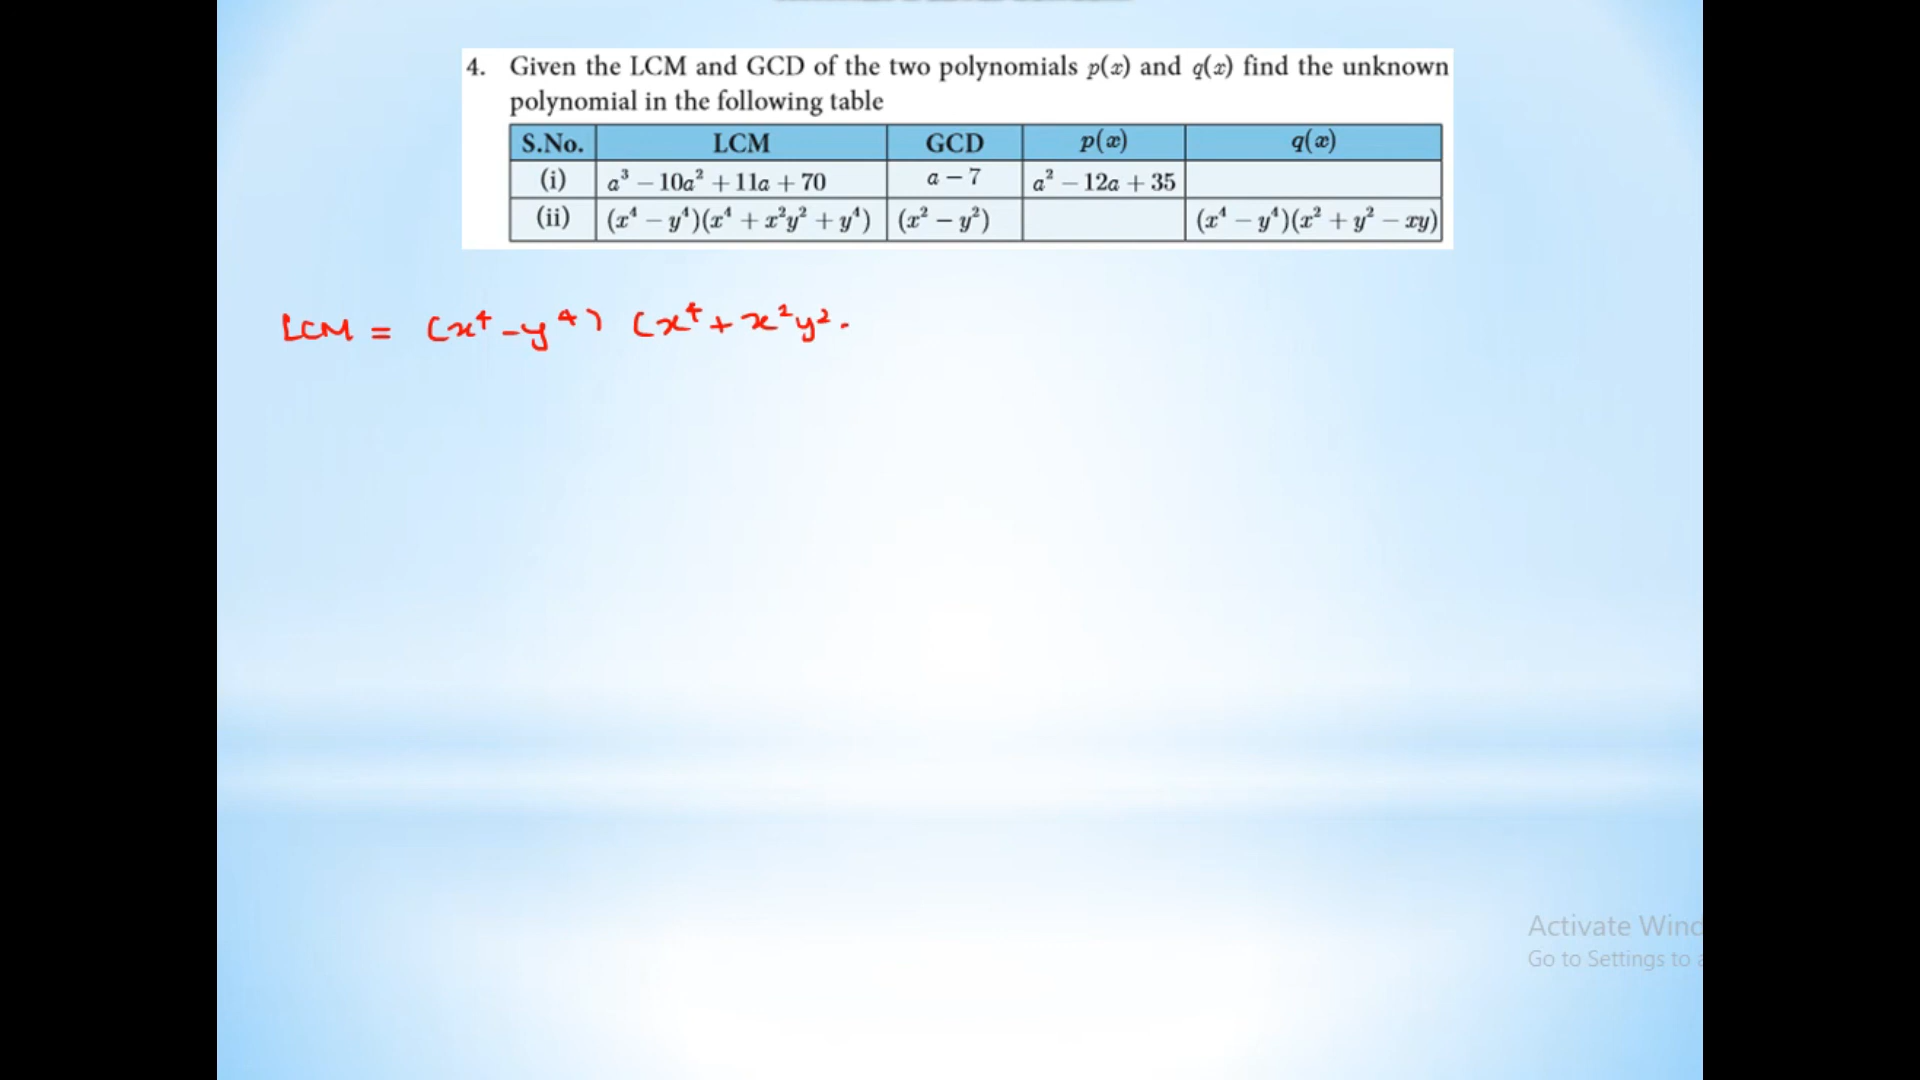 4. Given the LCM and GCD of the two polynomials p(x) and q(x) find the unknown
polynomial in the following table
S.No. LCM GCD p(x) q(x)
(i) a³ − 10a² + 11a + 70 a − 7 a² − 12a + 35
(ii) (x⁴ − y⁴)(x⁴ + x²y² + y⁴) (x² − y²) (x⁴ − y⁴)(x² + y² − xy)
LCM = (x⁴ - y⁴) (x⁴ + x²y²
Activate Wind
Go to Settings to a